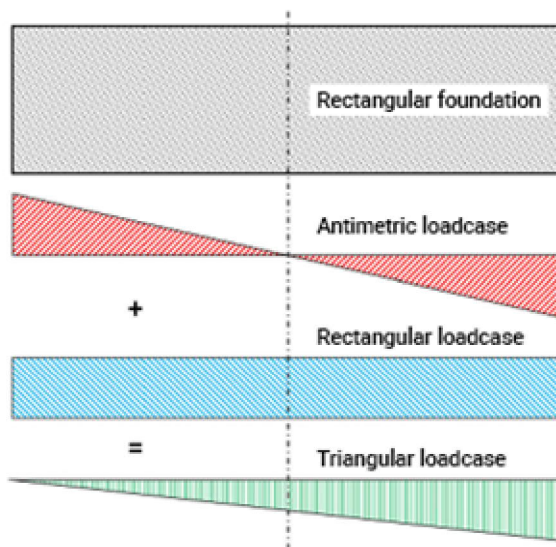 Rectangular foundation
Antimetric loadcase
+
Rectangular loadcase
=
Triangular loadcase